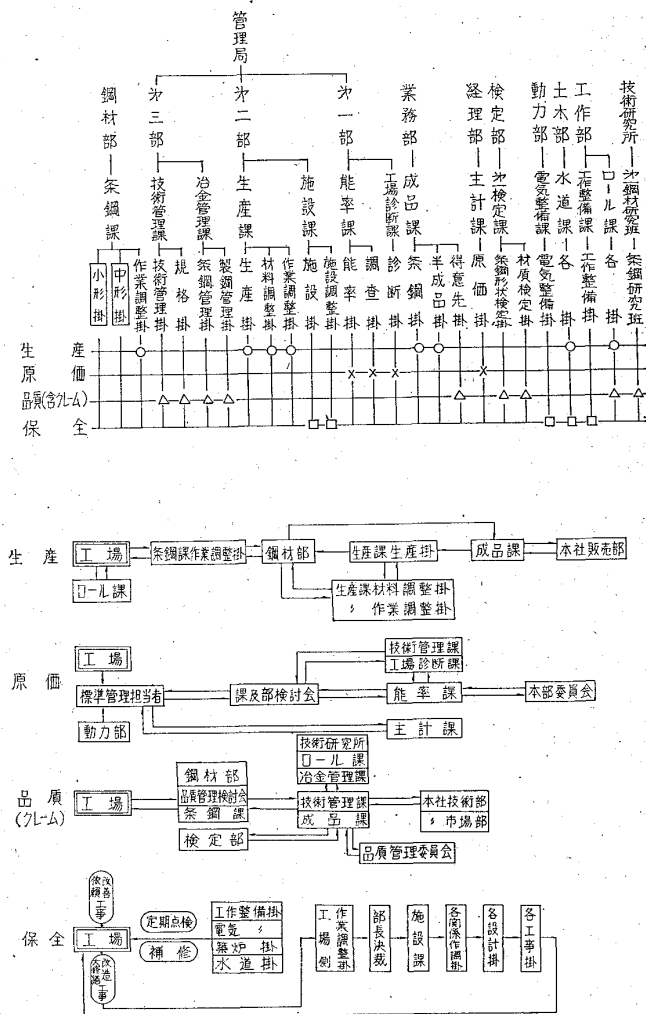 管理局
鋼材部
第三部
第二部
第一部
業務部
経理部
検定部
動力部
土木部
工作部
技術研究所
条鋼課
技術管理課
冶金管理課
生産課
施設課
能率課
工場診断課
成品課
主計課
第一検定課
電気整備課
水道課
工作整備課
ロール課
鋼材研究班
小形掛
中形掛
作業調整掛
技術管理掛
規格掛
条鋼管理掛
製鋼管理掛
生産掛
材料調整掛
作業調整掛
施設掛
施設調整掛
能率掛
調査掛
診断掛
条鋼掛
半成品掛
得意先掛
原価掛
条鋼形状検定掛
材質検定掛
電気整備掛
各掛
工作整備掛
各掛
条鋼研究班
生産
原価
品質(含クレーム)
保全
生産
工場
条鋼課作業調整掛
鋼材部
生産課生産掛
成品課
本社販売部
ロール課
生産課材料調整掛
〃 作業調整掛
原価
工場
技術管理課
工場診断課
標準管理担当者
課及部検討会
能率課
本部委員会
動力部
主計課
品質
(クレーム)
工場
鋼材部
品質管理検討会
条鋼課
技術研究所
ロール課
冶金管理課
技術管理課
成品課
本社技術部
〃 市場部
検定部
品質管理委員会
保全
改善工事
依頼
工場
改造工事
大修繕
定期点検
補修
工作整備掛
電気 〃
築炉掛
水道掛
工場側
作業調整掛
部長決裁
施設課
各関係作調掛
各設計掛
各工事掛